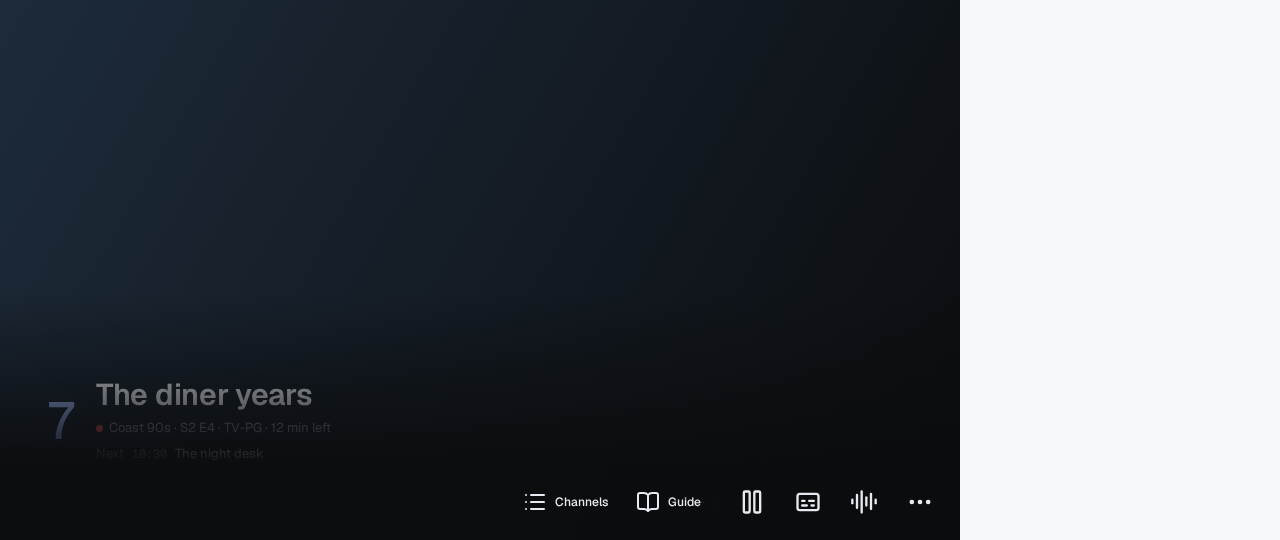 7
The diner years
Coast 90s · S2 E4 · TV-PG · 12 min left
Next 10:30 The night desk
Channels
Guide